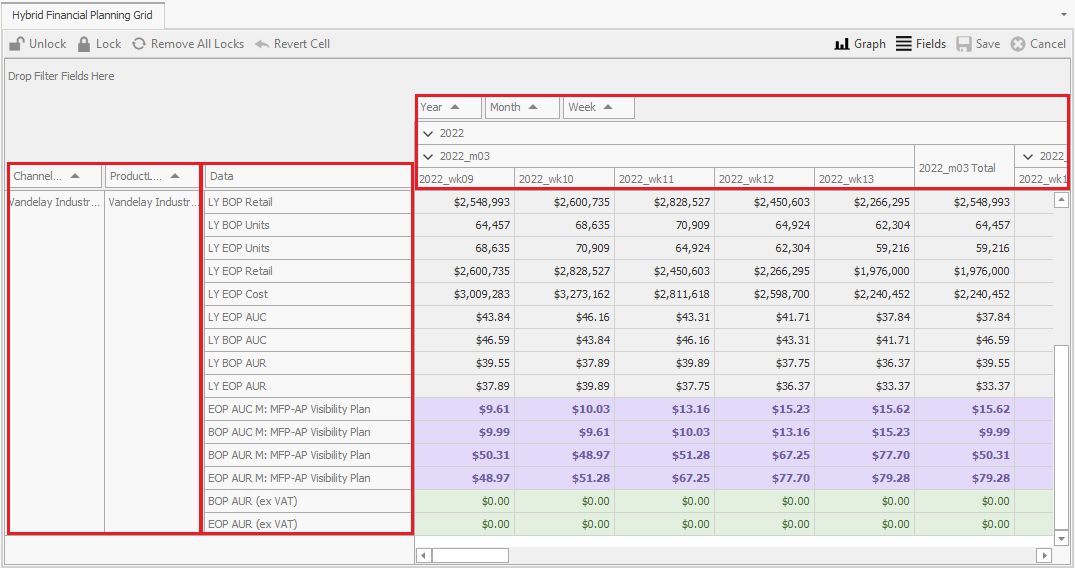 Hybrid Financial Planning Grid
Unlock Lock Remove All Locks Revert Cell Graph Fields Save Cancel
Drop Filter Fields Here
Year Month Week
2022
2022_m03 2022_m03 Total 2022_
Channel... ProductL... Data 2022_wk09 2022_wk10 2022_wk11 2022_wk12 2022_wk13 2022_wk1
Vandelay Industr... Vandelay Industr... LY BOP Retail $2,548,993 $2,600,735 $2,828,527 $2,450,603 $2,266,295 $2,548,993
LY BOP Units 64,457 68,635 70,909 64,924 62,304 64,457
LY EOP Units 68,635 70,909 64,924 62,304 59,216 59,216
LY EOP Retail $2,600,735 $2,828,527 $2,450,603 $2,266,295 $1,976,000 $1,976,000
LY EOP Cost $3,009,283 $3,273,162 $2,811,618 $2,598,700 $2,240,452 $2,240,452
LY EOP AUC $43.84 $46.16 $43.31 $41.71 $37.84 $37.84
LY BOP AUC $46.59 $43.84 $46.16 $43.31 $41.71 $46.59
LY BOP AUR $39.55 $37.89 $39.89 $37.75 $36.37 $39.55
LY EOP AUR $37.89 $39.89 $37.75 $36.37 $33.37 $33.37
EOP AUC M: MFP-AP Visibility Plan $9.61 $10.03 $13.16 $15.23 $15.62 $15.62
BOP AUC M: MFP-AP Visibility Plan $9.99 $9.61 $10.03 $13.16 $15.23 $9.99
BOP AUR M: MFP-AP Visibility Plan $50.31 $48.97 $51.28 $67.25 $77.70 $50.31
EOP AUR M: MFP-AP Visibility Plan $48.97 $51.28 $67.25 $77.70 $79.28 $79.28
BOP AUR (ex VAT) $0.00 $0.00 $0.00 $0.00 $0.00 $0.00
EOP AUR (ex VAT) $0.00 $0.00 $0.00 $0.00 $0.00 $0.00